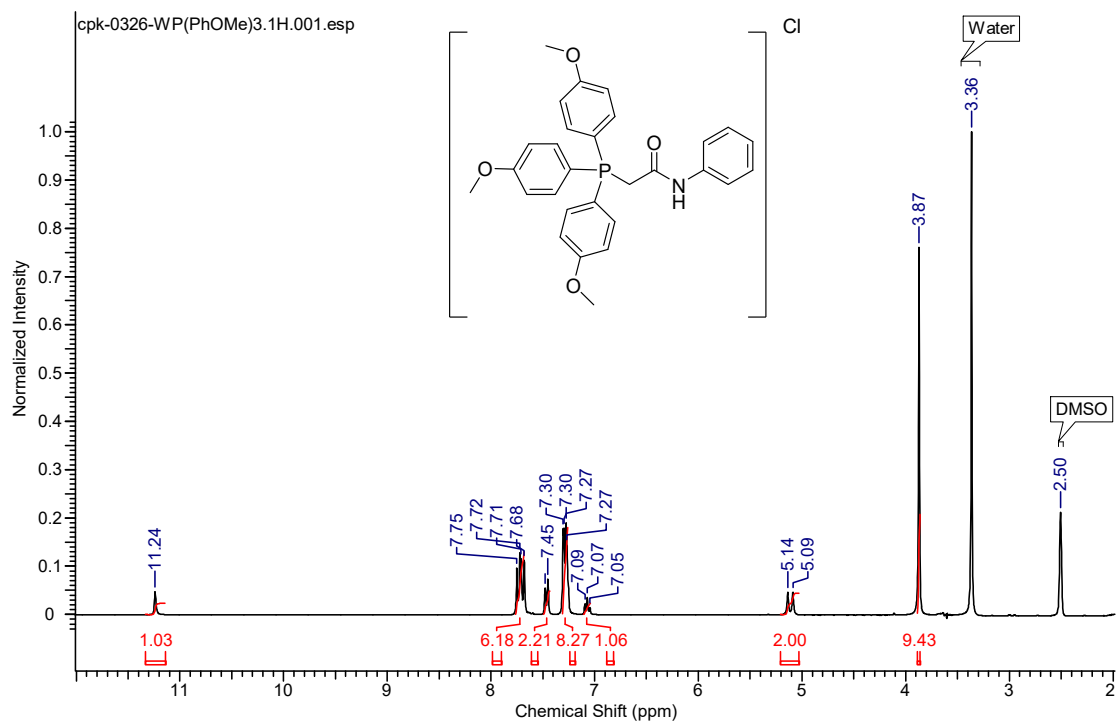 cpk-0326-WP(PhOMe)3.1H.001.esp
Cl
O
O
P
O
N
H
O
Water
DMSO
11.24
7.75
7.72
7.71
7.68
7.45
7.30
7.30
7.27
7.27
7.09
7.07
7.05
5.14
5.09
3.87
3.36
2.50
Normalized Intensity
1.0
0.9
0.8
0.7
0.6
0.5
0.4
0.3
0.2
0.1
0
1.03 6.18 2.21 8.27 1.06 2.00 9.43
11 10 9 8 7 6 5 4 3 2
Chemical Shift (ppm)